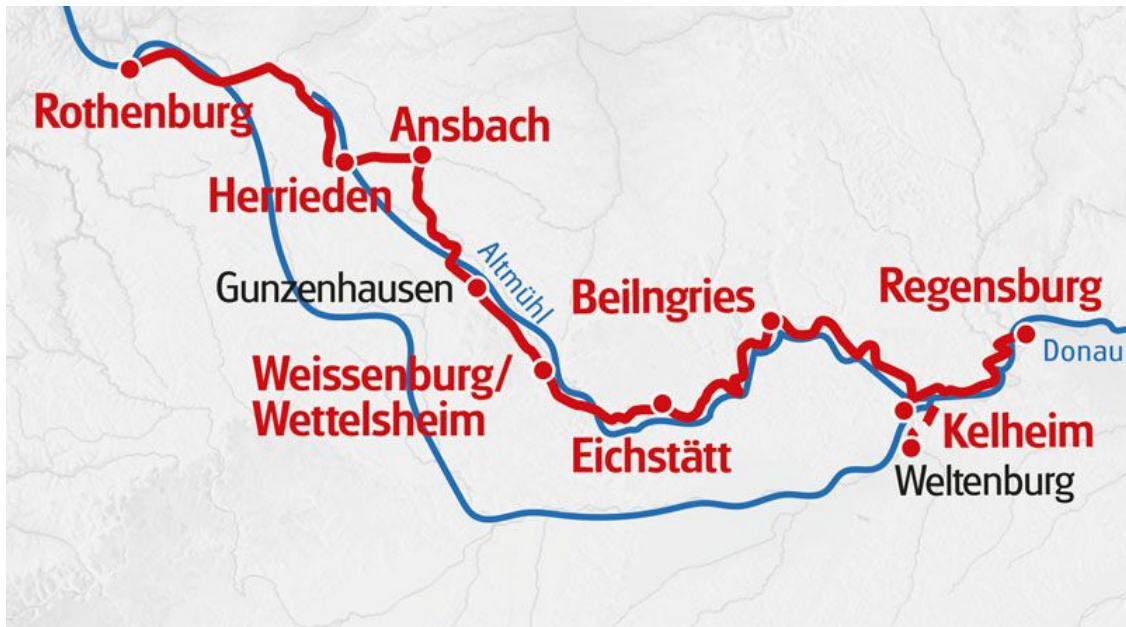 Rothenburg
Ansbach
Herrieden
Altmühl
Gunzenhausen
Beilngries
Regensburg
Donau
Weissenburg/
Wettelsheim
Eichstätt
Kelheim
Weltenburg